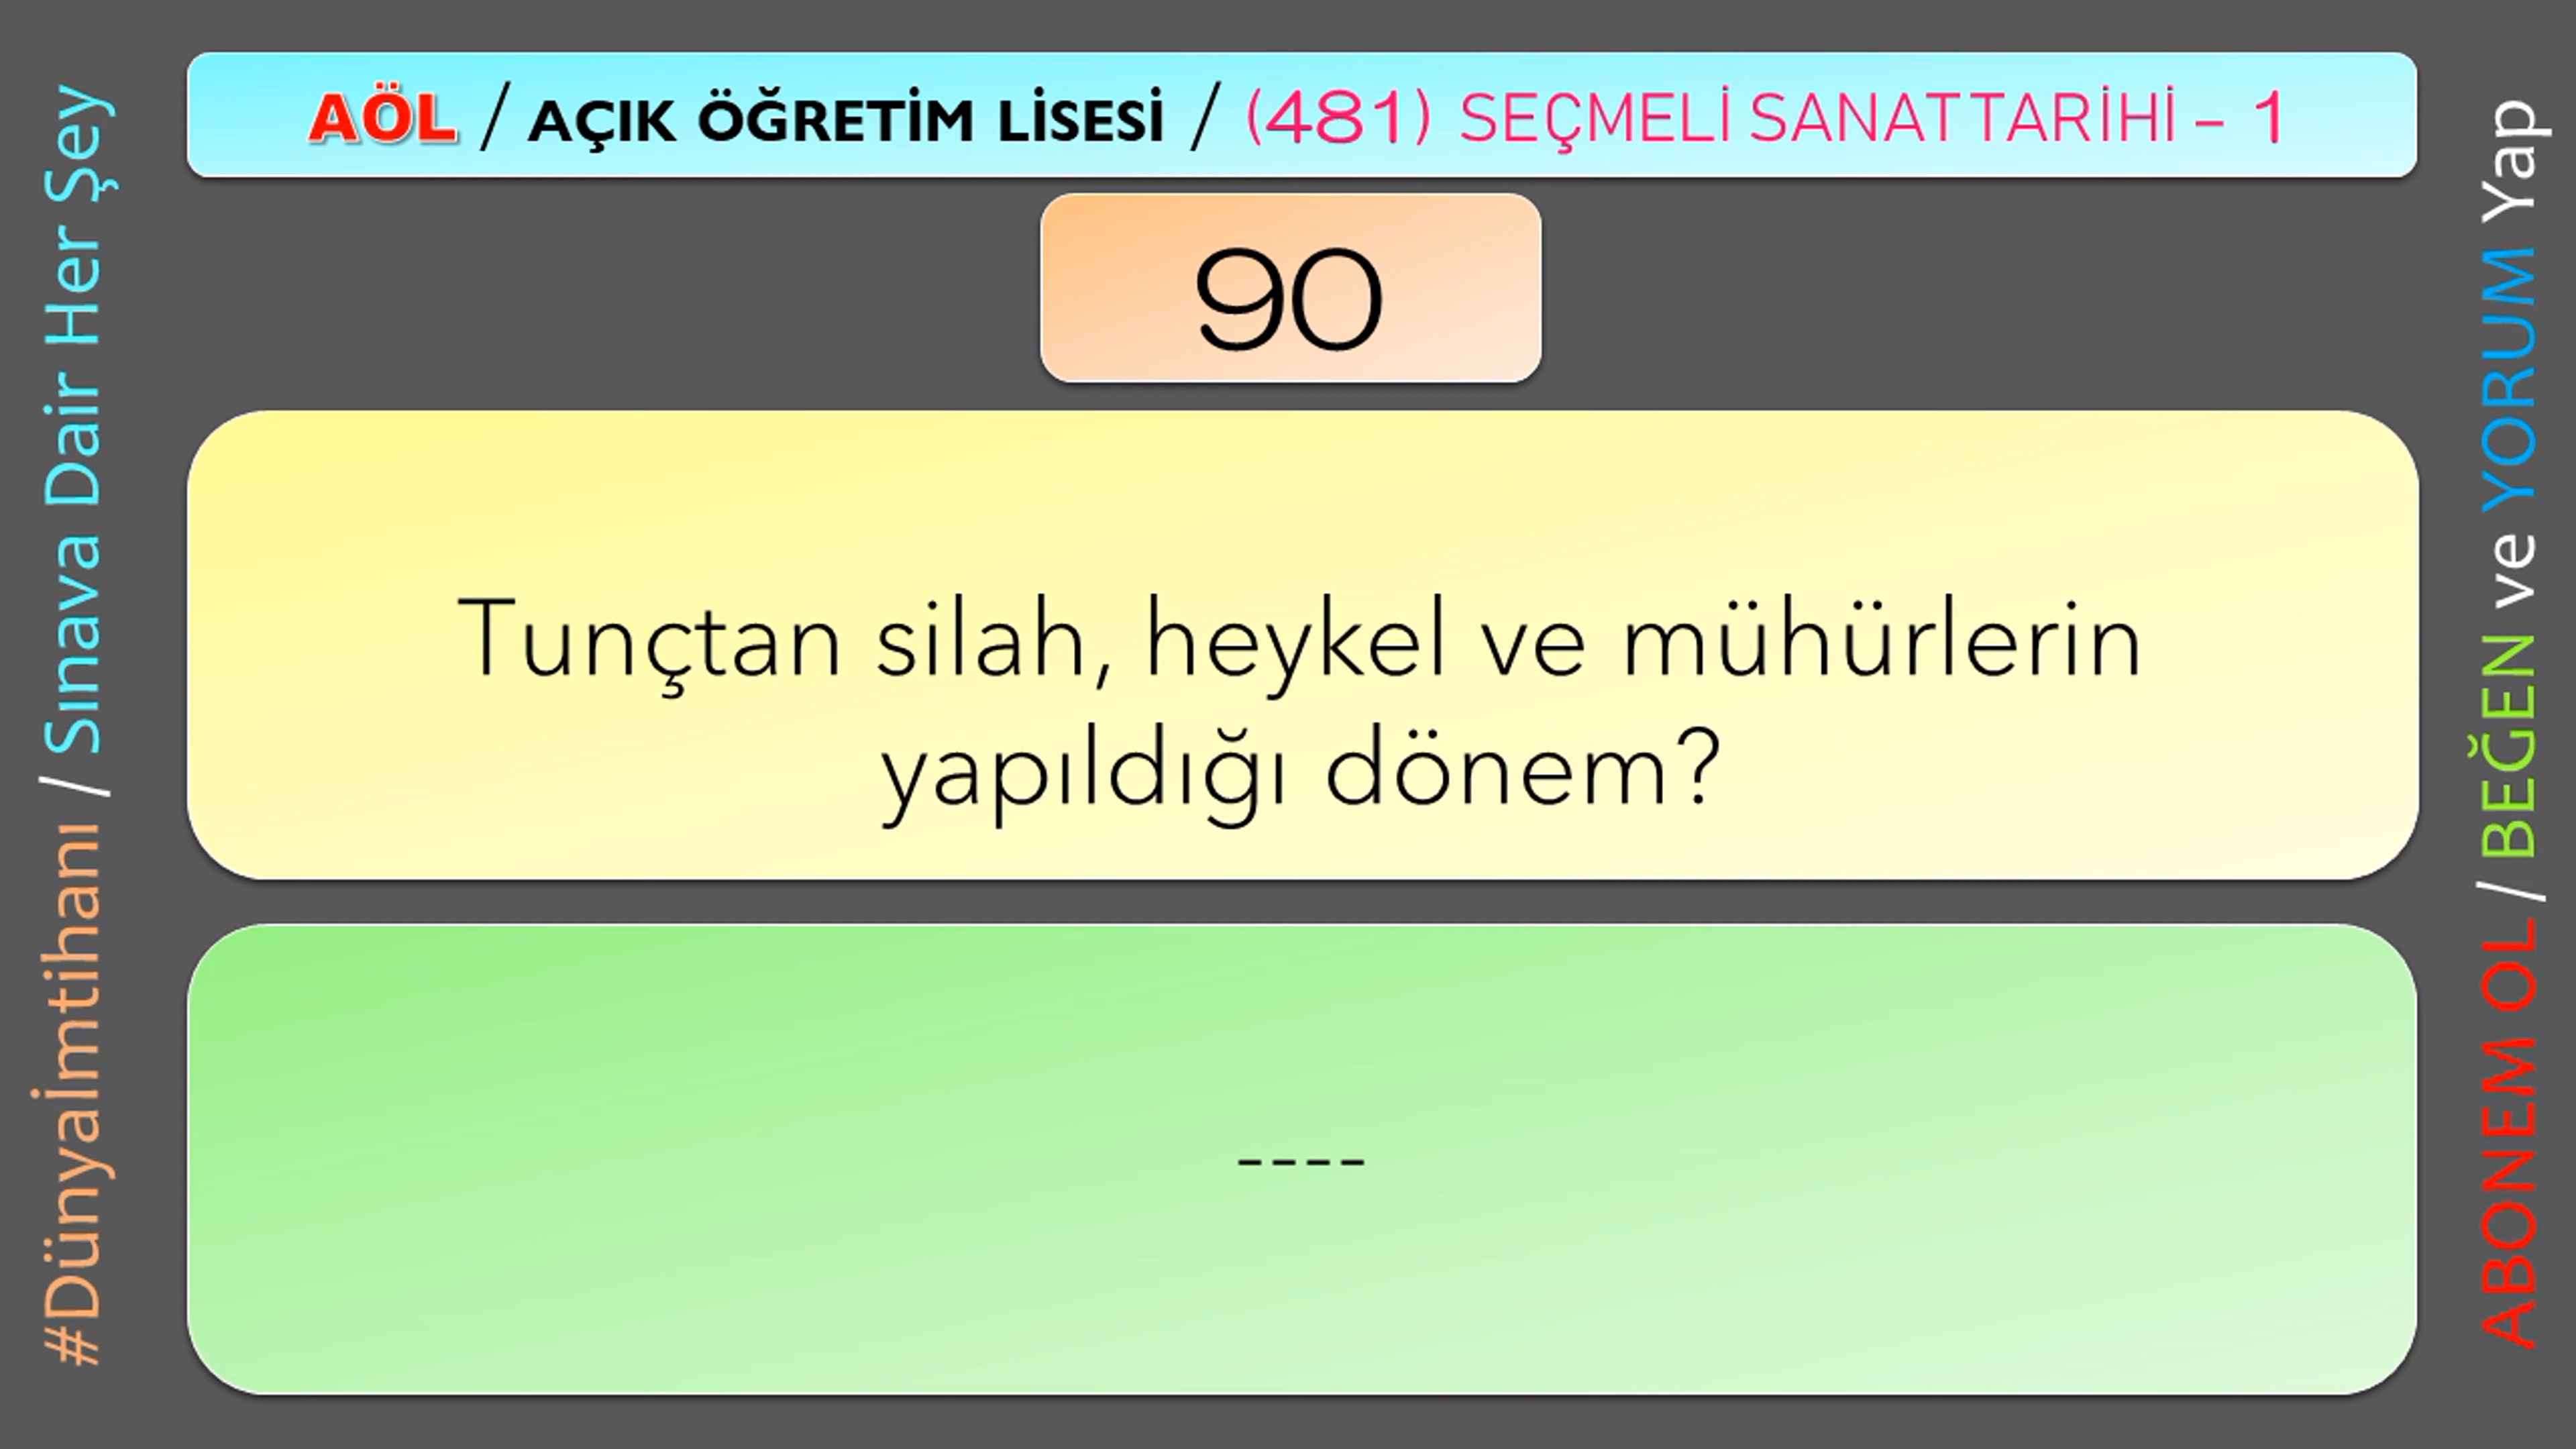 AÖL / AÇIK ÖĞRETİM LİSESİ / (481) SEÇMELİ SANAT TARİHİ – 1
90
Tunçtan silah, heykel ve mühürlerin
yapıldığı dönem?
----
#Dünyaİmtihanı / Sınava Dair Her Şey
ABONEM OL / BEĞEN ve YORUM Yap